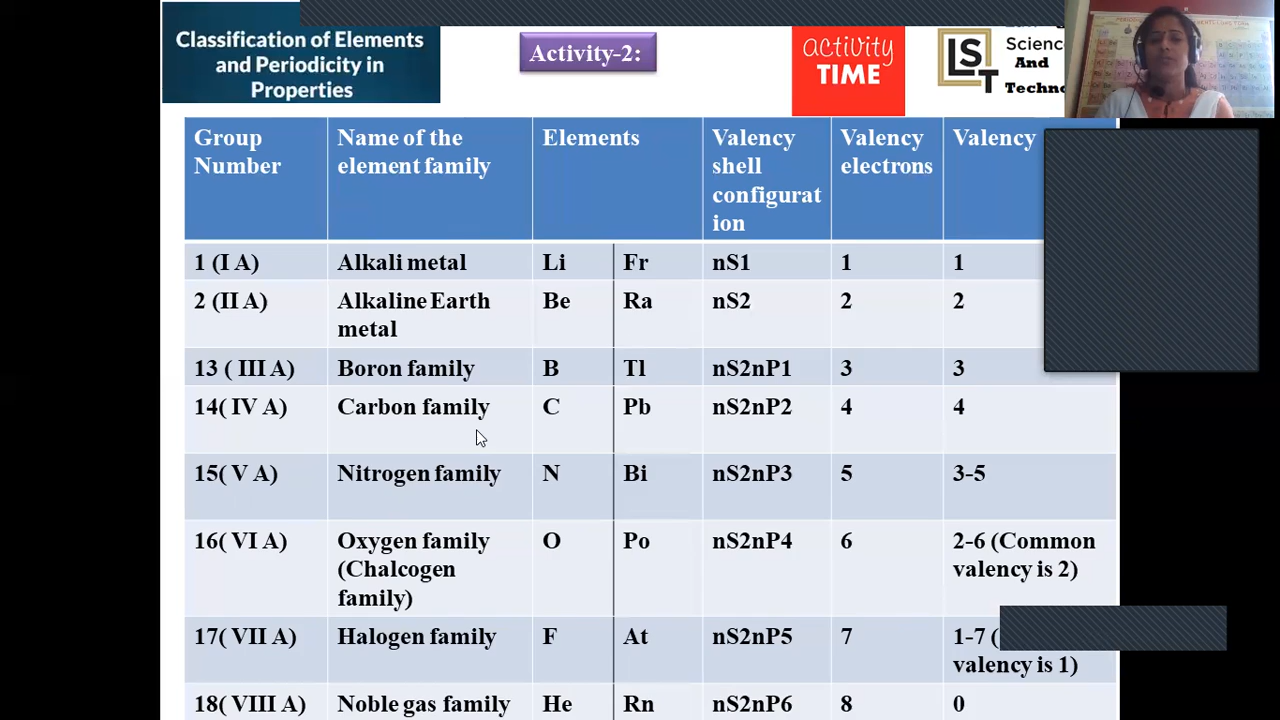 Classification of Elements
and Periodicity in
Properties
Activity-2:
activity
TIME
LST
Science
And
Techno
Group
Number
Name of the
element family
Elements
Valency
shell
configurat
ion
Valency
electrons
Valency
1 (I A) Alkali metal Li Fr nS1 1 1
2 (II A) Alkaline Earth
metal Be Ra nS2 2 2
13 ( III A) Boron family B Tl nS2nP1 3 3
14( IV A) Carbon family C Pb nS2nP2 4 4
15( V A) Nitrogen family N Bi nS2nP3 5 3-5
16( VI A) Oxygen family
(Chalcogen
family) O Po nS2nP4 6 2-6 (Common
valency is 2)
17( VII A) Halogen family F At nS2nP5 7 1-7 (
valency is 1)
18( VIII A) Noble gas family He Rn nS2nP6 8 0